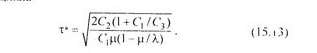 τ* = √(2C₂(1 + C₁/C₃) / C₁μ(1 − μ/λ)) . (15.13)